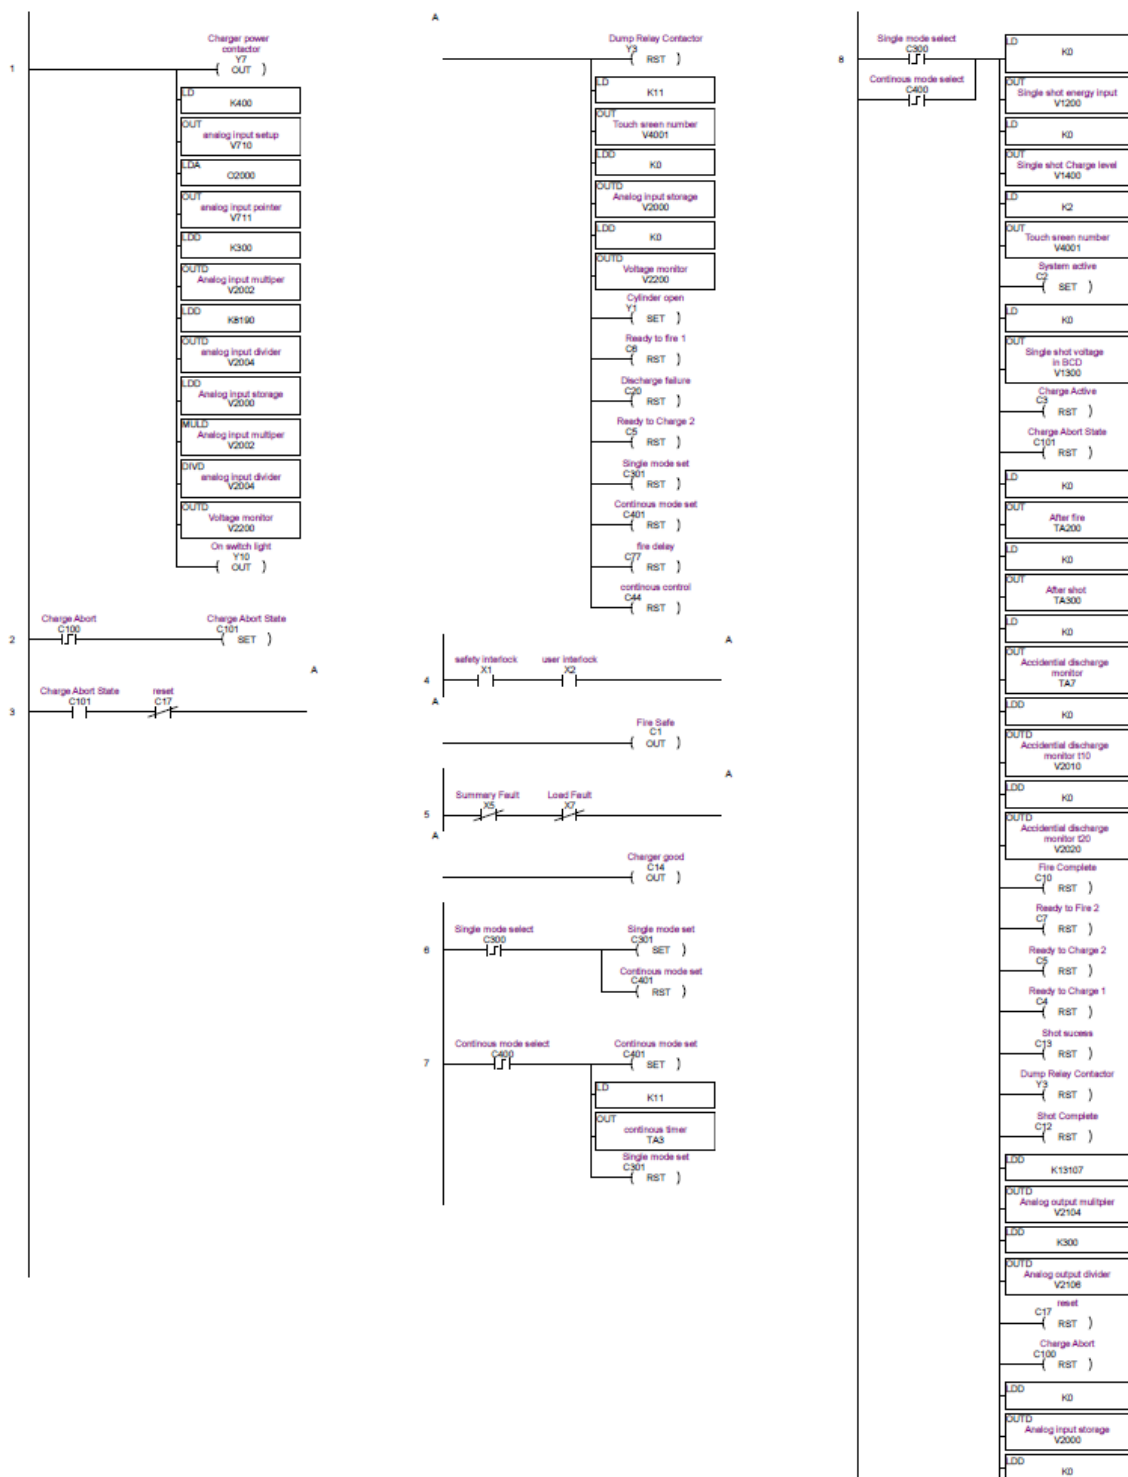 1
Charger power
contactor
Y7
OUT
LD
K400
OUT
analog input setup
V710
LDA
O2000
OUT
analog input pointer
V711
LDD
K300
OUTD
Analog input multiper
V2002
LDD
K8190
OUTD
analog input divider
V2004
LDD
Analog input storage
V2000
MULD
Analog input multiper
V2002
DIVD
analog input divider
V2004
OUTD
Voltage monitor
V2200
On switch light
Y10
OUT
2
Charge Abort
C100
Charge Abort State
C101
SET
A
3
Charge Abort State
C101
reset
C17
A
Dump Relay Contactor
Y3
RST
LD
K11
OUT
Touch sreen number
V4001
LDD
K0
OUTD
Analog input storage
V2000
LDD
K0
OUTD
Voltage monitor
V2200
Cylinder open
Y1
SET
Ready to fire 1
C6
RST
Discharge failure
C20
RST
Ready to Charge 2
C5
RST
Single mode set
C301
RST
Continous mode set
C401
RST
fire delay
C77
RST
continous control
C44
RST
A
4
safety interlock
X1
user interlock
X2
A
Fire Safe
C1
OUT
A
5
Summary Fault
X5
Load Fault
X7
A
Charger good
C14
OUT
6
Single mode select
C300
Single mode set
C301
SET
Continous mode set
C401
RST
7
Continous mode select
C400
Continous mode set
C401
SET
LD
K11
OUT
continous timer
TA3
Single mode set
C301
RST
8
Single mode select
C300
Continous mode select
C400
LD
K0
OUT
Single shot energy input
V1200
LD
K0
OUT
Single shot Charge level
V1400
LD
K2
OUT
Touch sreen number
V4001
System active
C2
SET
LD
K0
OUT
Single shot voltage
in BCD
V1300
Charge Active
C3
RST
Charge Abort State
C101
RST
LD
K0
OUT
After fire
TA200
LD
K0
OUT
After shot
TA300
LD
K0
OUT
Accidential discharge
monitor
TA7
LDD
K0
OUTD
Accidential discharge
monitor t10
V2010
LDD
K0
OUTD
Accidential discharge
monitor t20
V2020
Fire Complete
C10
RST
Ready to Fire 2
C7
RST
Ready to Charge 2
C5
RST
Ready to Charge 1
C4
RST
Shot sucess
C13
RST
Dump Relay Contactor
Y3
RST
Shot Complete
C12
RST
LDD
K13107
OUTD
Analog output mulitpier
V2104
LDD
K300
OUTD
Analog output divider
V2106
reset
C17
RST
Charge Abort
C100
RST
LDD
K0
OUTD
Analog input storage
V2000
LDD
K0